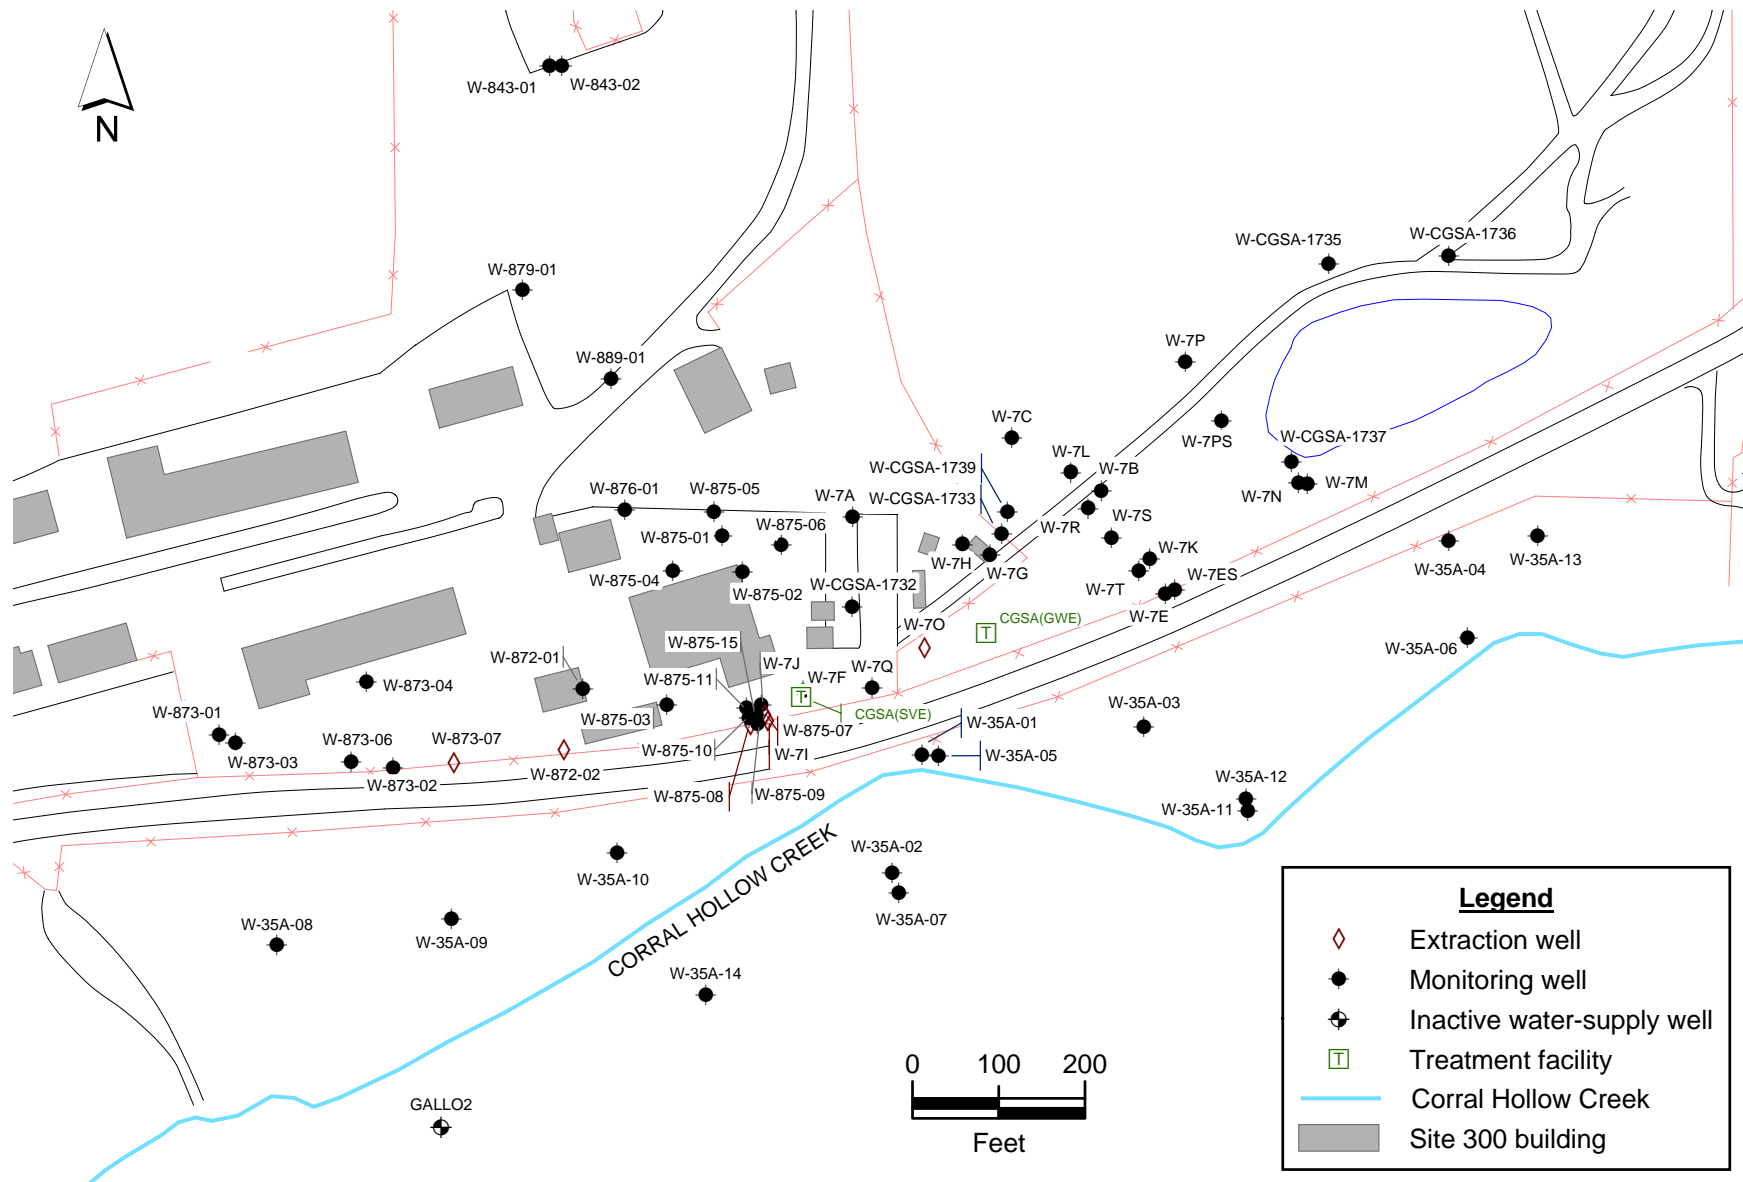 N
W-843-01
W-843-02
W-879-01
W-889-01
W-CGSA-1735
W-CGSA-1736
W-7P
W-7PS
W-CGSA-1737
W-7N
W-7M
W-7C
W-7L
W-7B
W-CGSA-1739
W-CGSA-1733
W-7R
W-7S
W-7K
W-7T
W-7ES
W-7E
W-7H
W-7G
W-876-01
W-875-05
W-7A
W-875-06
W-875-01
W-875-04
W-875-02
W-CGSA-1732
W-7O
T
CGSA(GWE)
W-35A-04
W-35A-13
W-35A-06
W-875-15
W-7J
W-7F
W-7Q
T
CGSA(SVE)
W-872-01
W-875-11
W-875-03
W-875-10
W-875-07
W-7I
W-875-08
W-875-09
W-873-04
W-873-01
W-873-03
W-873-06
W-873-07
W-873-02
W-872-02
W-35A-01
W-35A-05
W-35A-03
W-35A-12
W-35A-11
W-35A-10
W-35A-02
W-35A-07
W-35A-08
W-35A-09
W-35A-14
CORRAL HOLLOW CREEK
GALLO2
0 100 200
Feet
Legend
Extraction well
Monitoring well
Inactive water-supply well
T Treatment facility
Corral Hollow Creek
Site 300 building